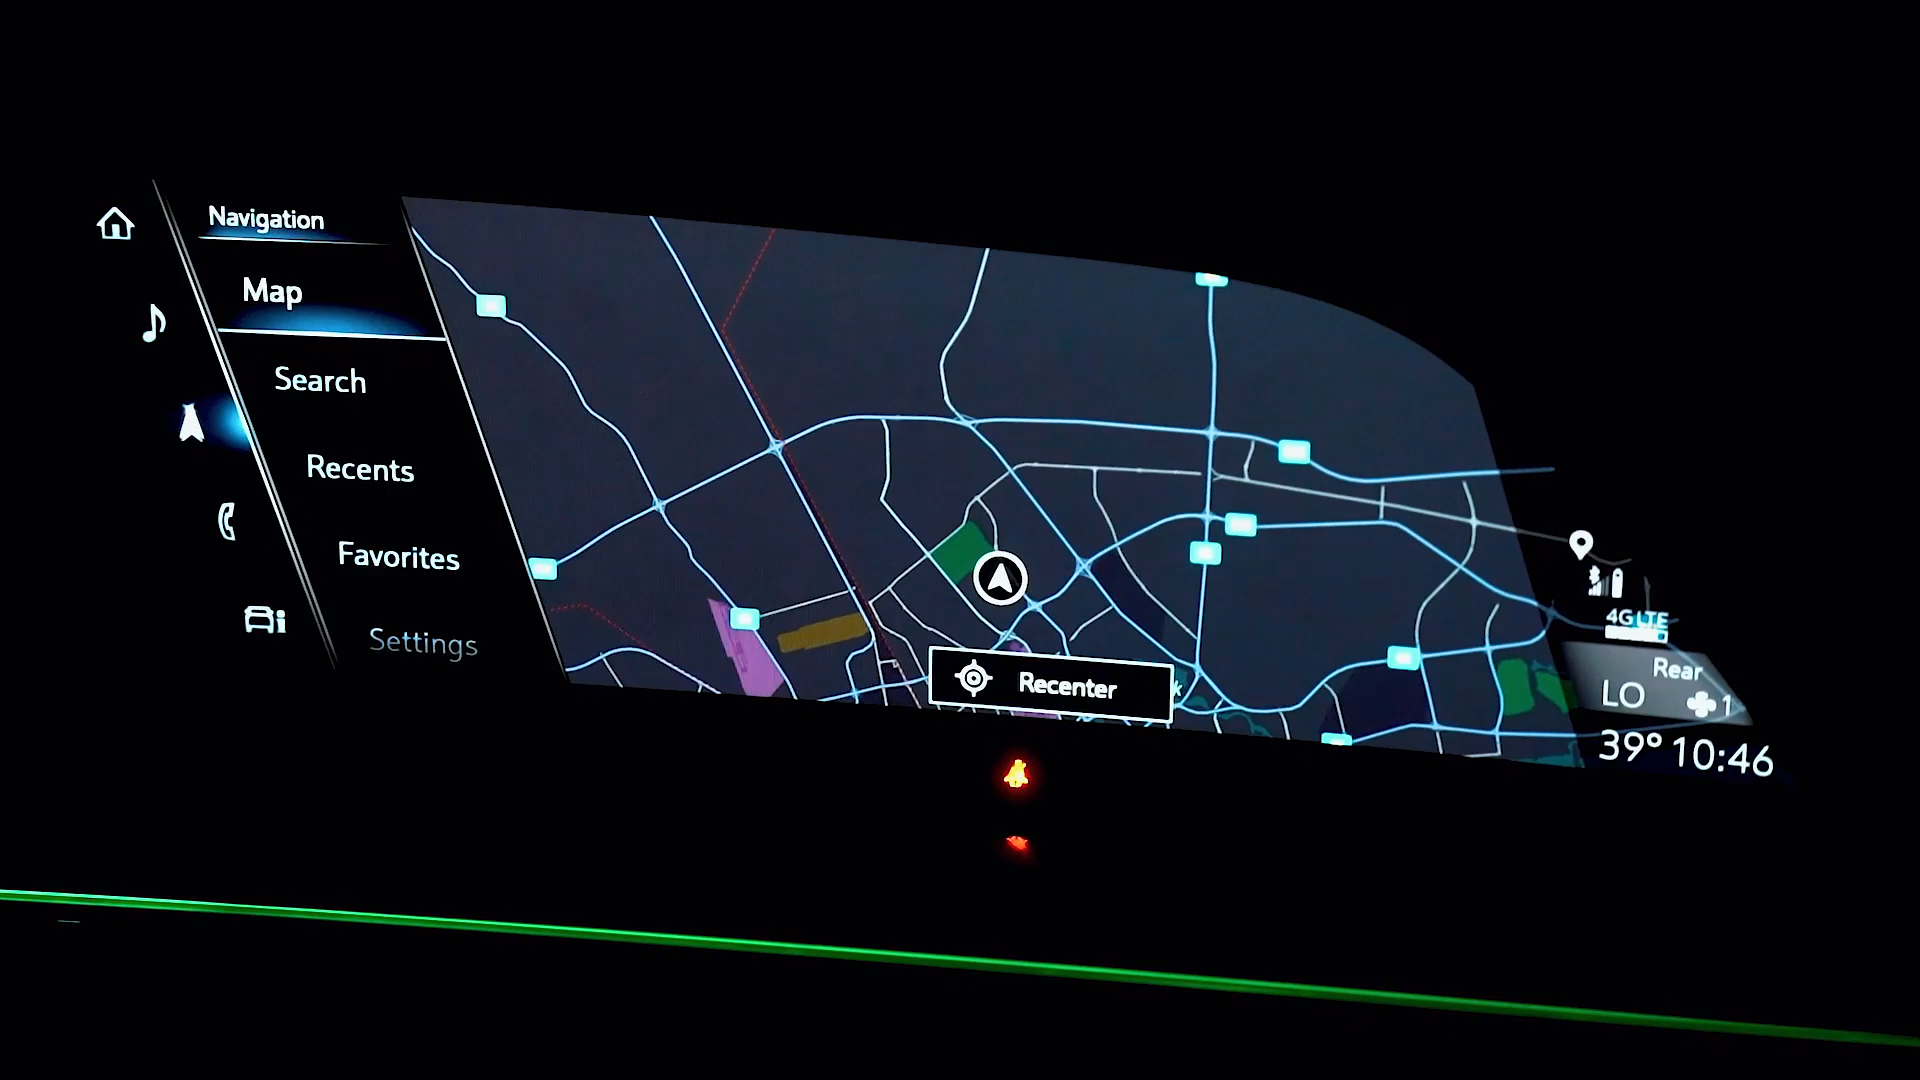 Navigation
Map
Search
Recents
Favorites
Settings
Recenter
k
4G LTE
Rear
LO
1
39° 10:46